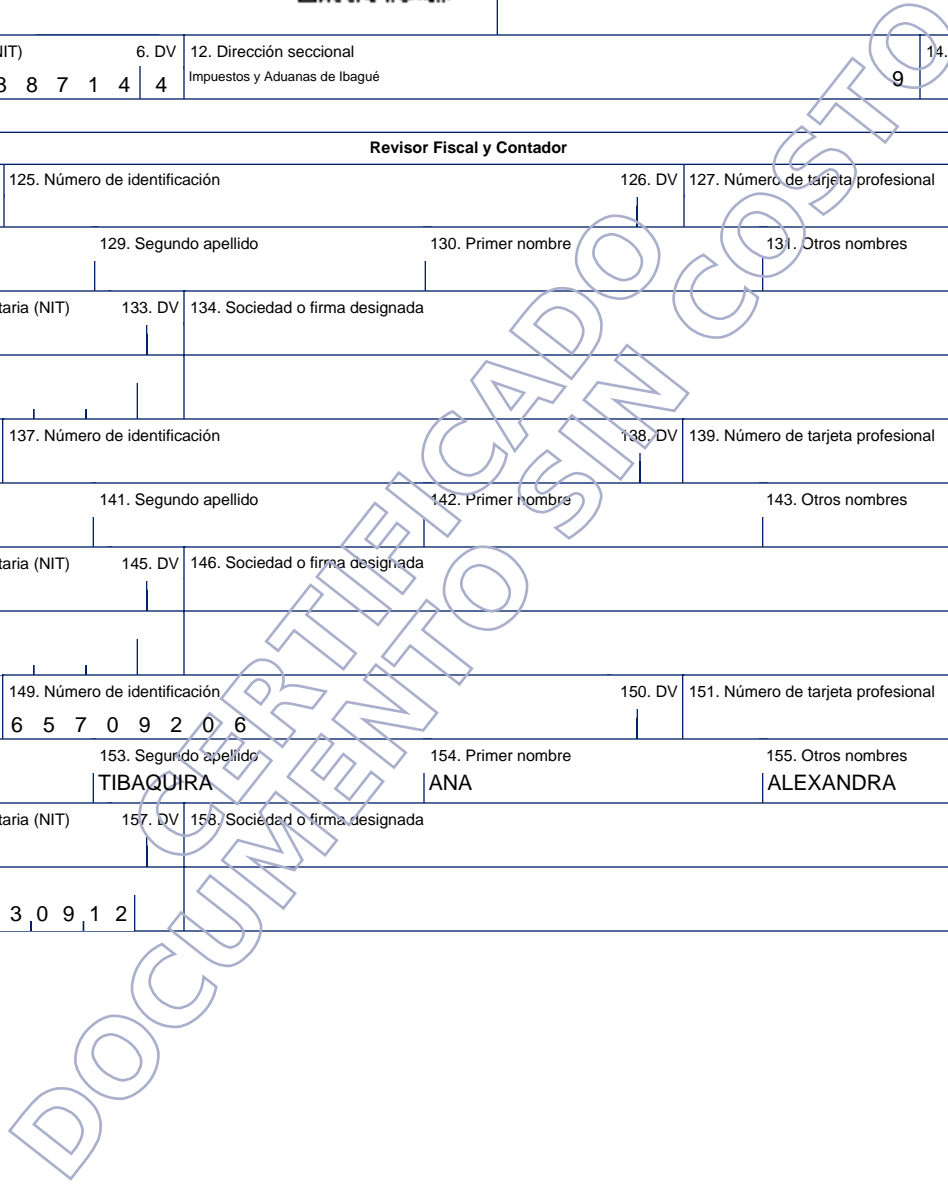 IT) 6. DV 12. Dirección seccional 14.
8 8 7 1 4 4 Impuestos y Aduanas de Ibagué 9
Revisor Fiscal y Contador
125. Número de identificación 126. DV 127. Número de tarjeta profesional
129. Segundo apellido 130. Primer nombre 131. Otros nombres
taria (NIT) 133. DV 134. Sociedad o firma designada
137. Número de identificación 138. DV 139. Número de tarjeta profesional
141. Segundo apellido 142. Primer nombre 143. Otros nombres
taria (NIT) 145. DV 146. Sociedad o firma designada
149. Número de identificación 150. DV 151. Número de tarjeta profesional
6 5 7 0 9 2 0 6
153. Segundo apellido 154. Primer nombre 155. Otros nombres
TIBAQUIRA ANA ALEXANDRA
taria (NIT) 157. DV 158. Sociedad o firma designada
3 0 9 1 2
CERTIFICADO
DOCUMENTO SIN COSTO